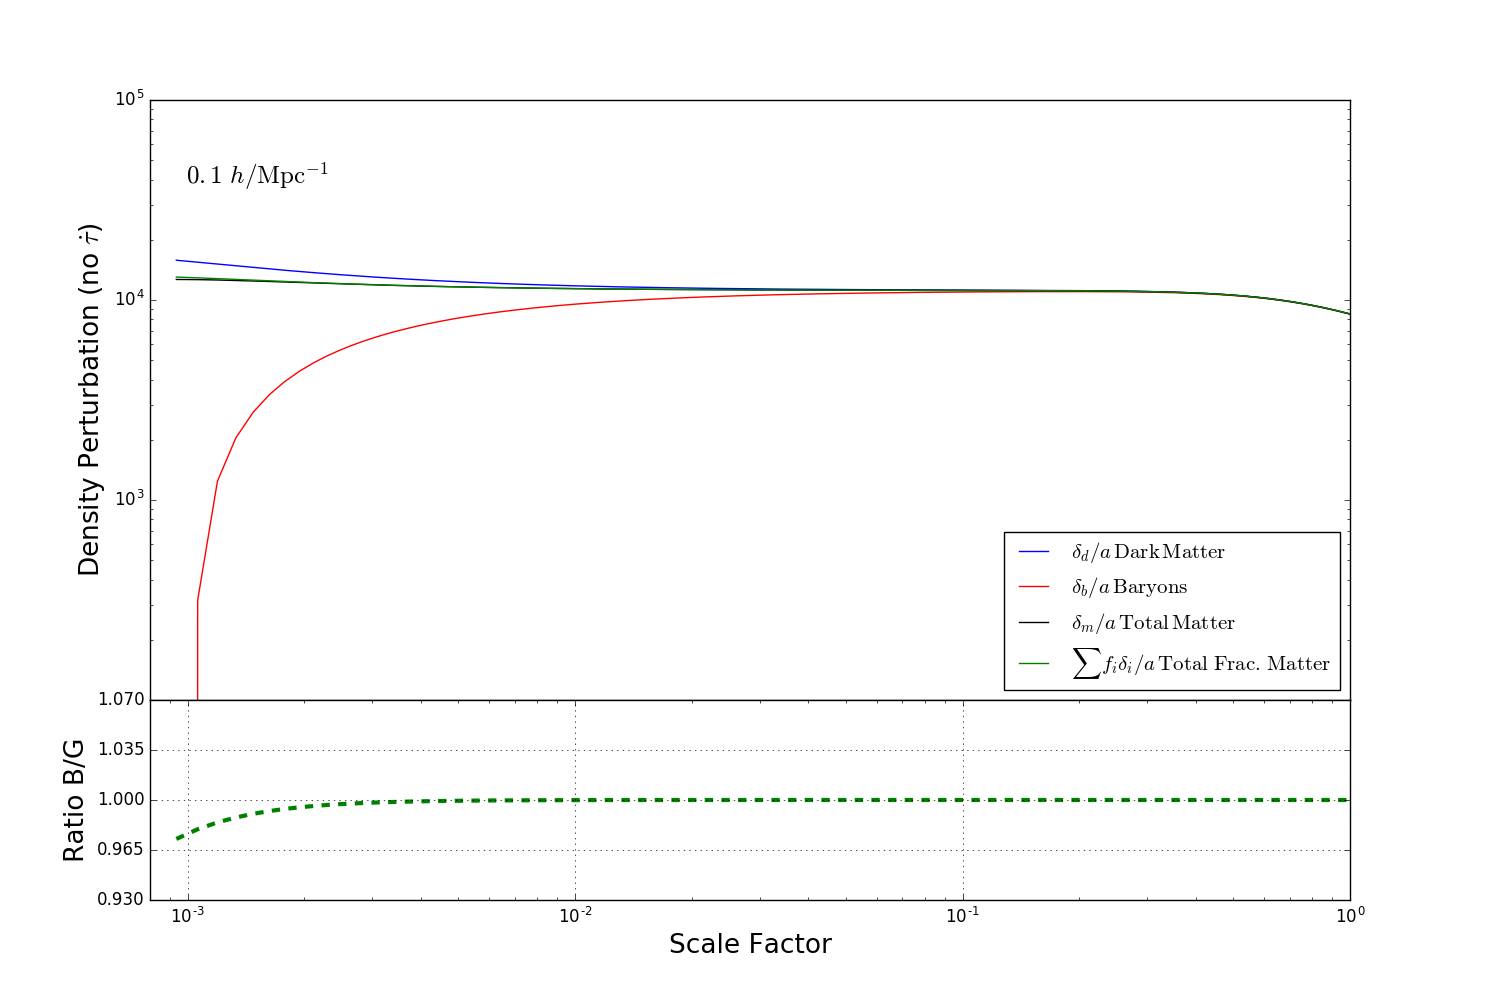 10^5
0.1 h/Mpc^{-1}
10^4
Density Perturbation (no \dot{τ})
10^3
δ_d/a Dark Matter
δ_b/a Baryons
δ_m/a Total Matter
∑f_iδ_i/a Total Frac. Matter
1.070
1.035
Ratio B/G
1.000
0.965
0.930
10^{-3} 10^{-2} 10^{-1} 10^0
Scale Factor